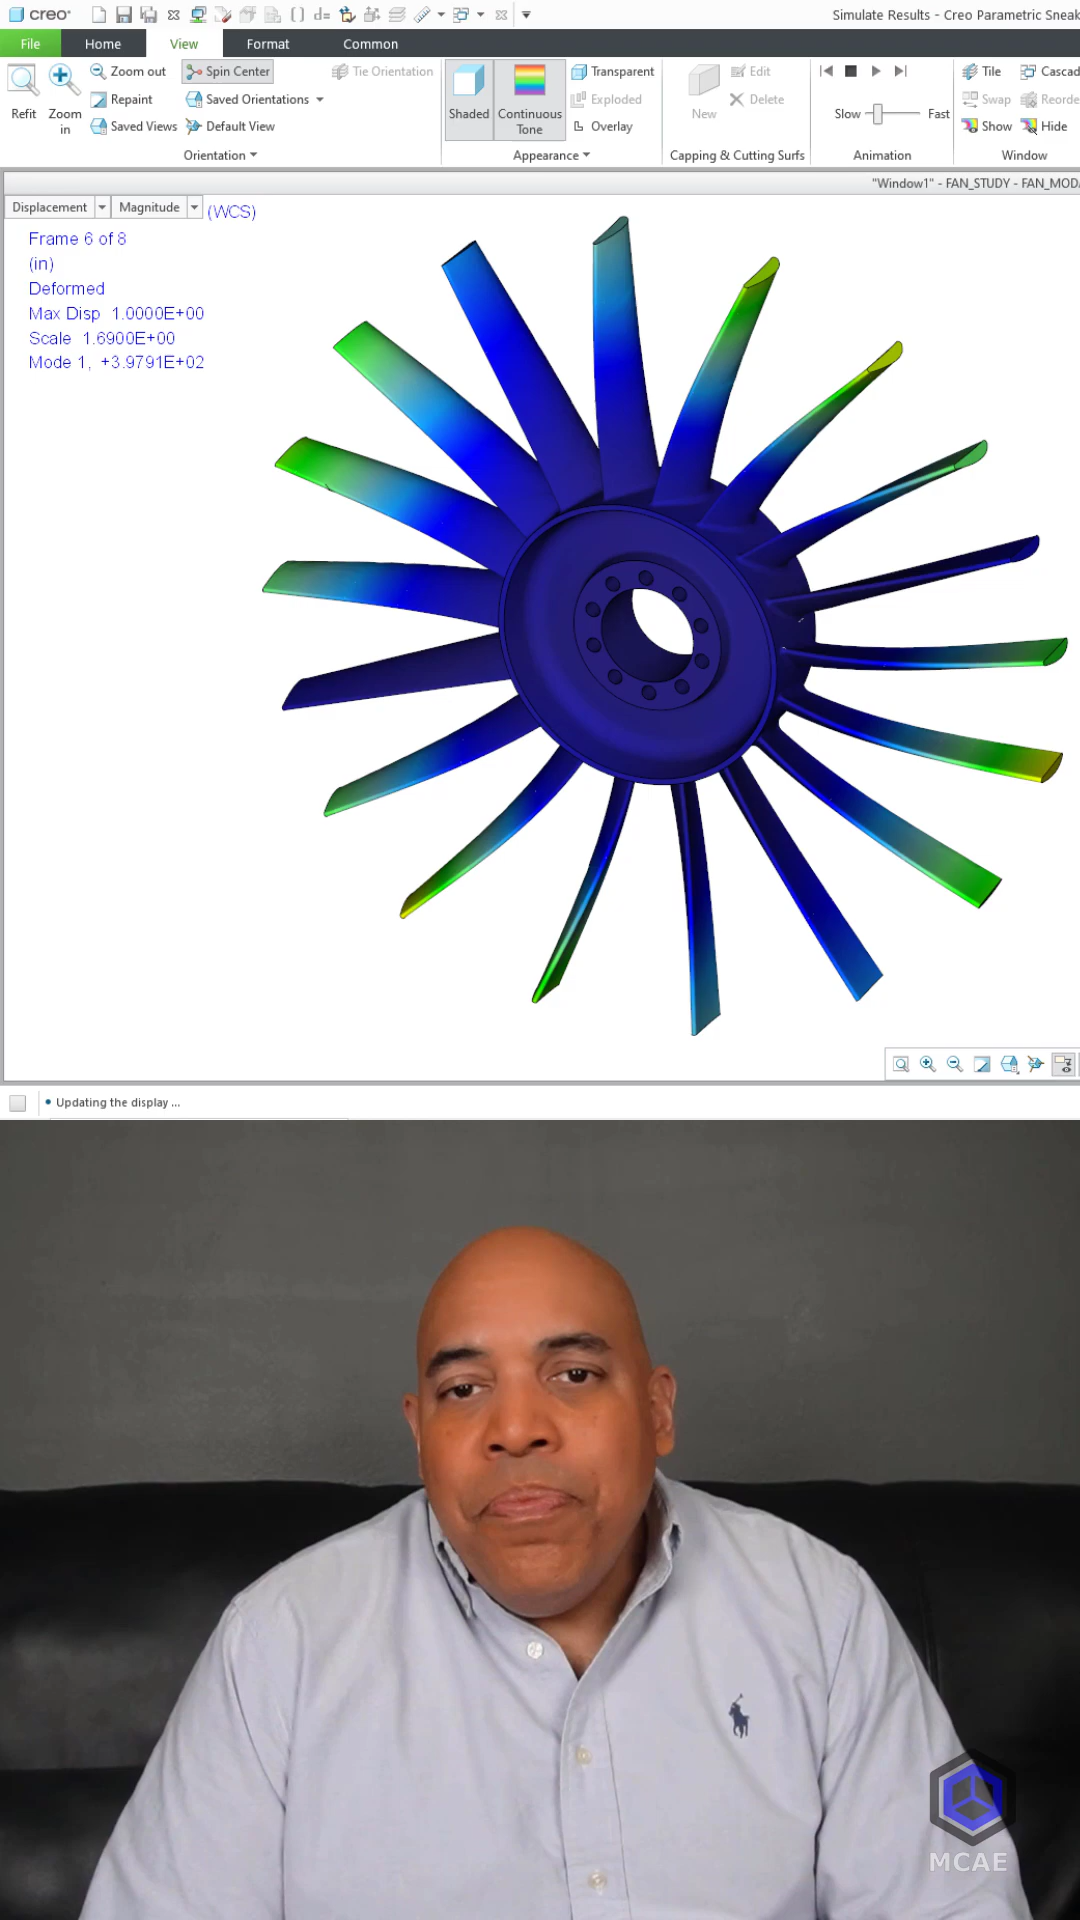 creo
d=
Simulate Results - Creo Parametric Sneak
File Home View Format Common
Refit
Zoom in
Zoom out
Repaint
Saved Views
Spin Center
Saved Orientations
Default View
Tie Orientation
Orientation
Shaded
Continuous Tone
Transparent
Exploded
Overlay
Appearance
New
Edit
Delete
Capping & Cutting Surfs
Slow Fast
Animation
Tile Cascad
Swap Reorde
Show Hide
Window
"Window1" - FAN_STUDY - FAN_MODA
Displacement Magnitude (WCS)
Frame 6 of 8
(in)
Deformed
Max Disp 1.0000E+00
Scale 1.6900E+00
Mode 1, +3.9791E+02
Updating the display ...
MCAE